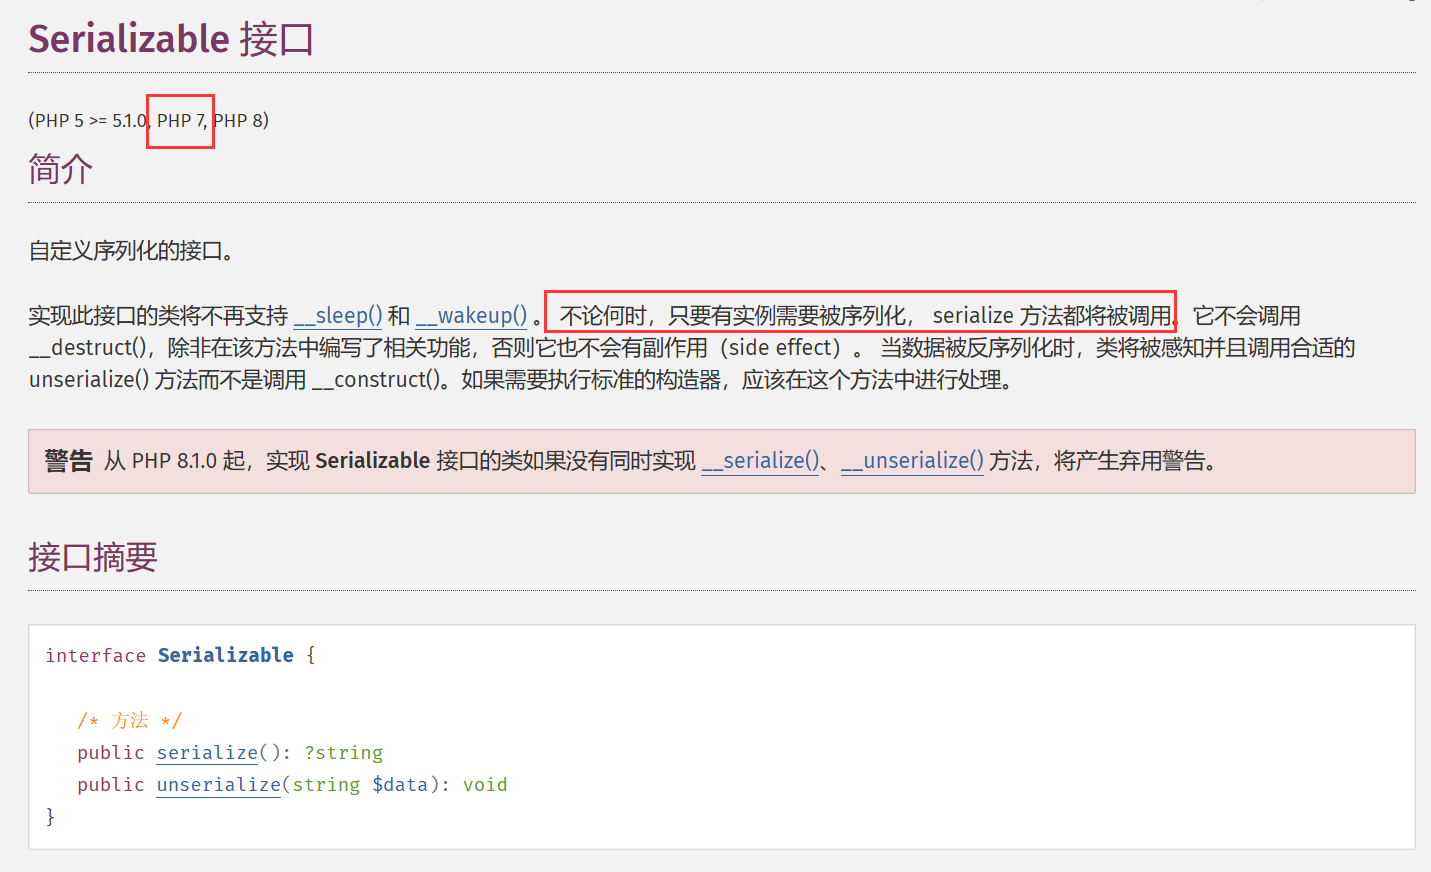 Serializable 接口
(PHP 5 >= 5.1.0, PHP 7, PHP 8)
简介
自定义序列化的接口。
实现此接口的类将不再支持 __sleep() 和 __wakeup() 。 不论何时，只要有实例需要被序列化， serialize 方法都将被调用。它不会调用
__destruct()，除非在该方法中编写了相关功能，否则它也不会有副作用（side effect）。 当数据被反序列化时，类将被感知并且调用合适的
unserialize() 方法而不是调用 __construct()。如果需要执行标准的构造器，应该在这个方法中进行处理。
警告 从 PHP 8.1.0 起，实现 Serializable 接口的类如果没有同时实现 __serialize()、__unserialize() 方法，将产生弃用警告。
接口摘要
interface Serializable {
/* 方法 */
public serialize(): ?string
public unserialize(string $data): void
}